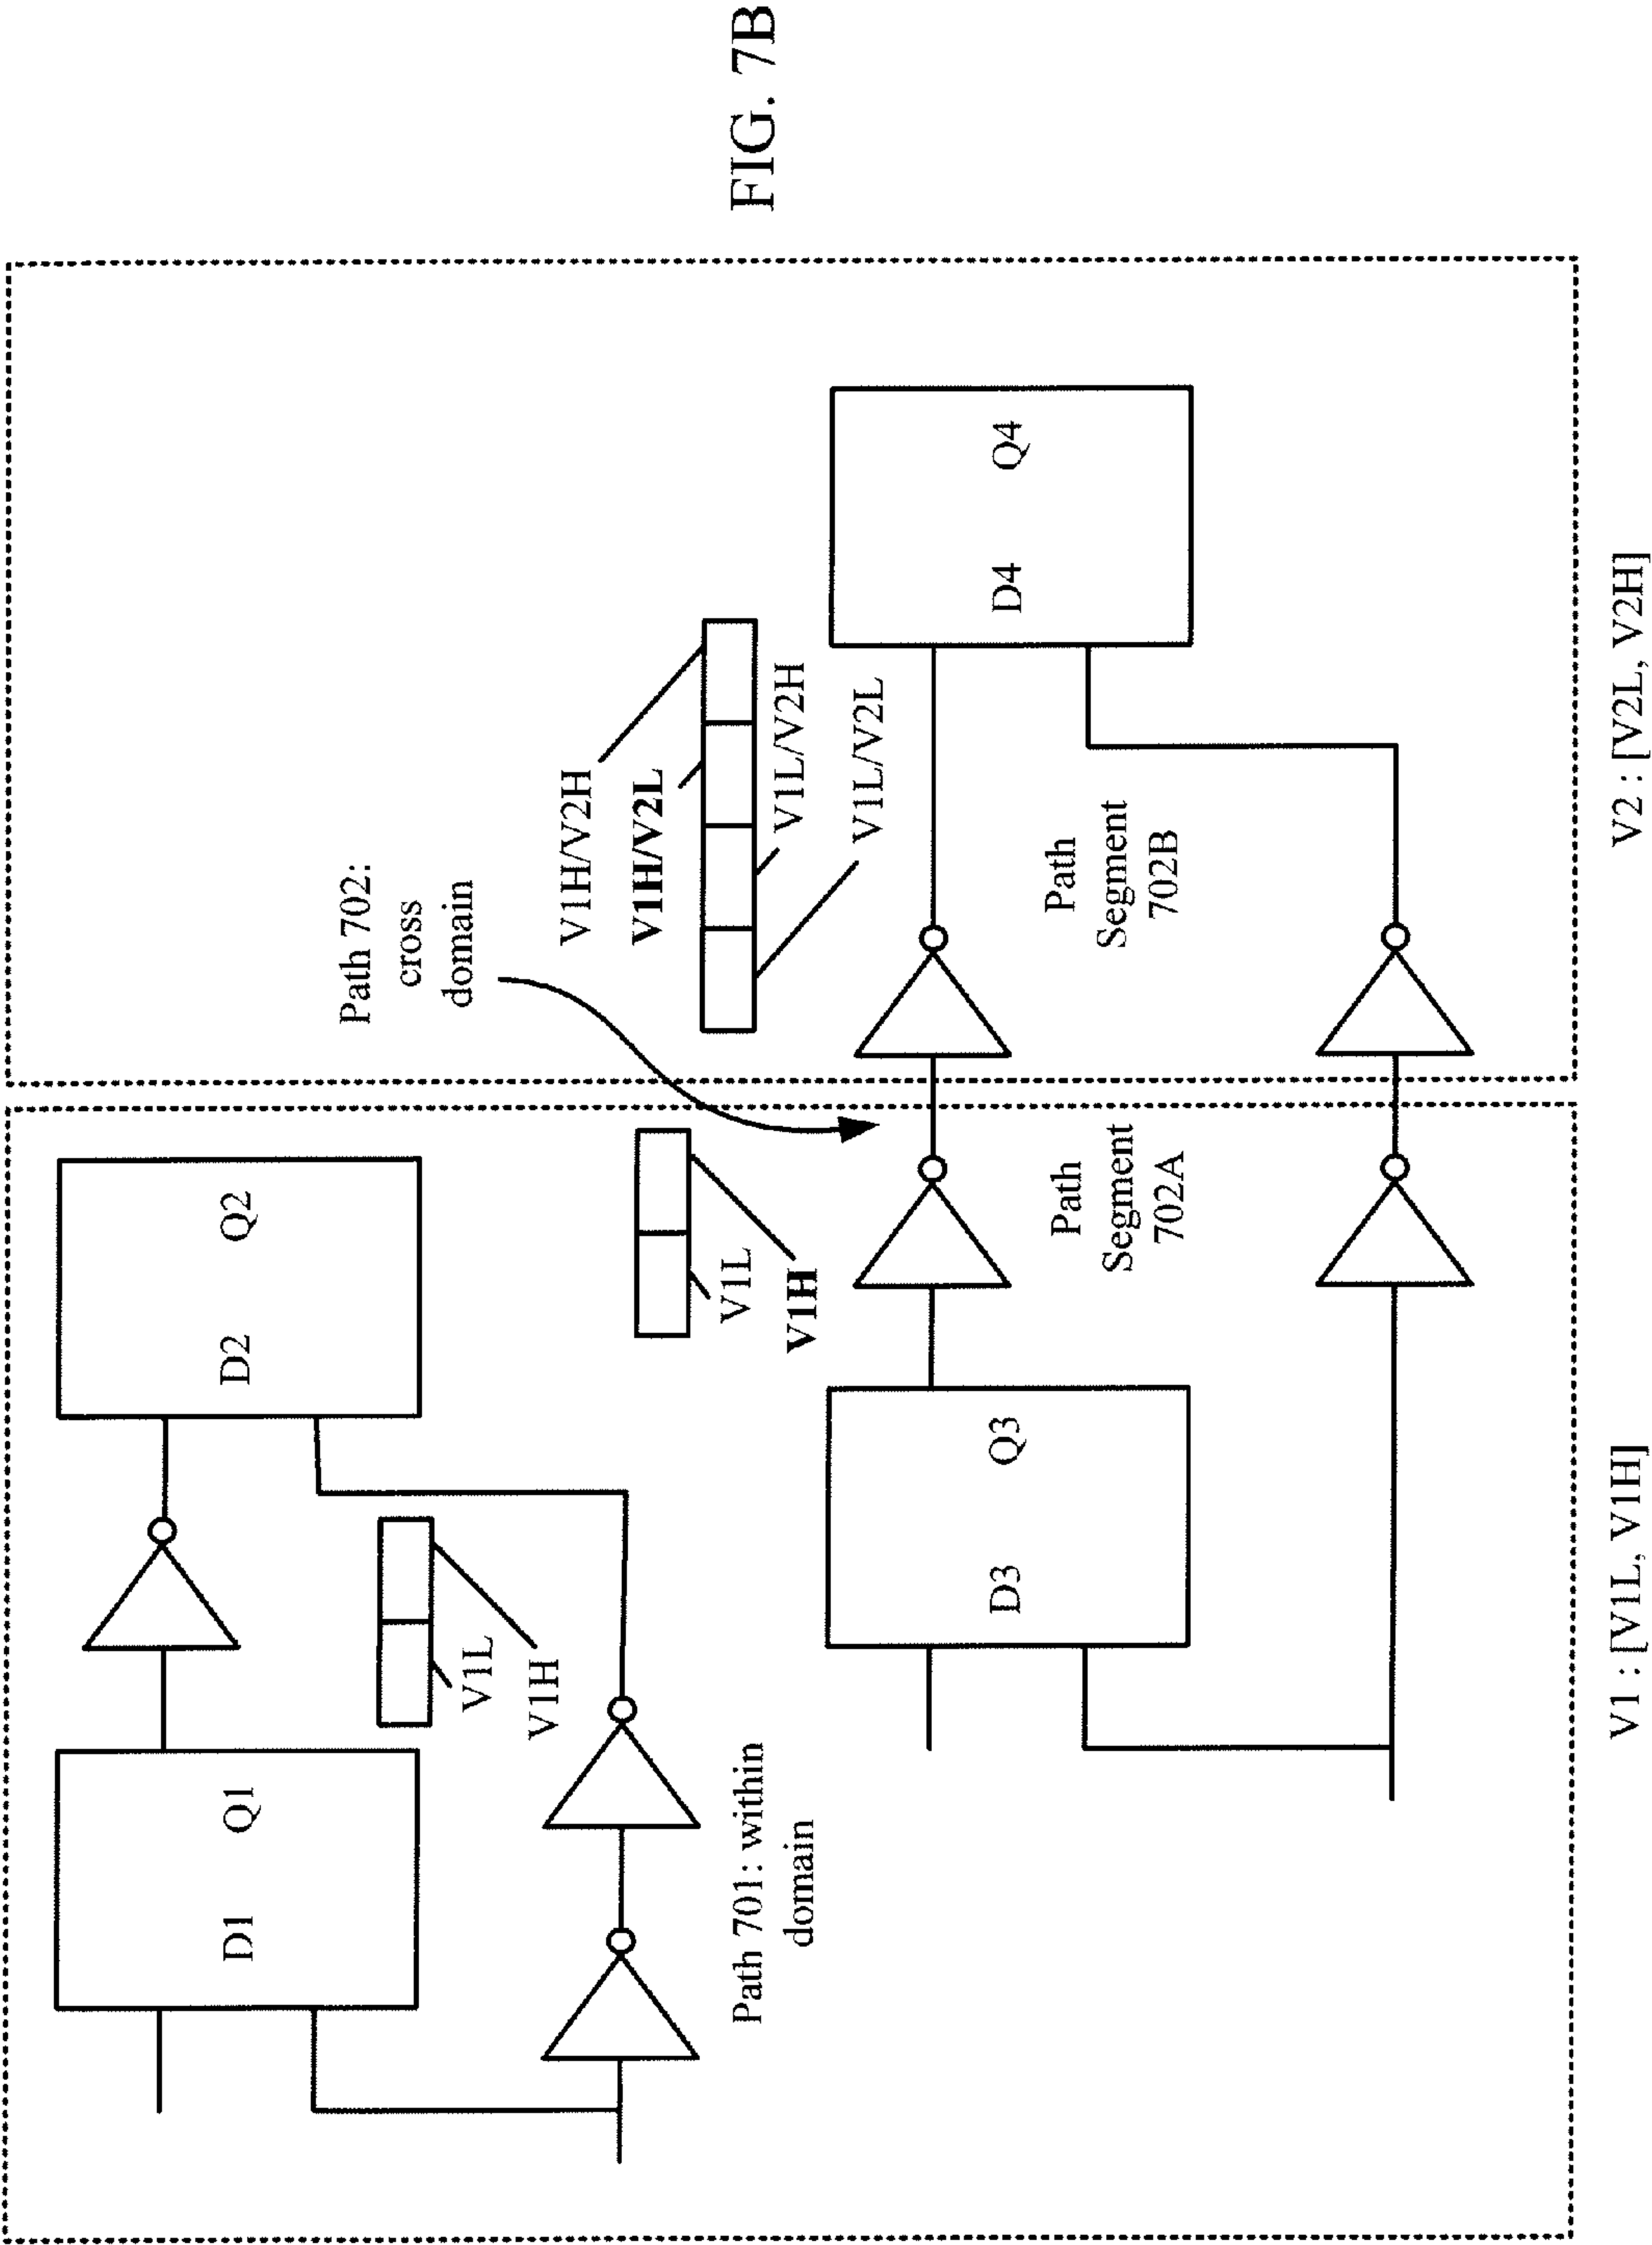 D1 Q1
D2 Q2
V1L
V1H
Path 701: within
domain
Path 702:
cross
domain
V1H/V2H
V1H/V2L
V1L/V2H
V1L/V2L
V1L
V1H
D3 Q3
D4 Q4
Path
Segment
702A
Path
Segment
702B
V1 : [V1L, V1H]
V2 : [V2L, V2H]
FIG. 7B